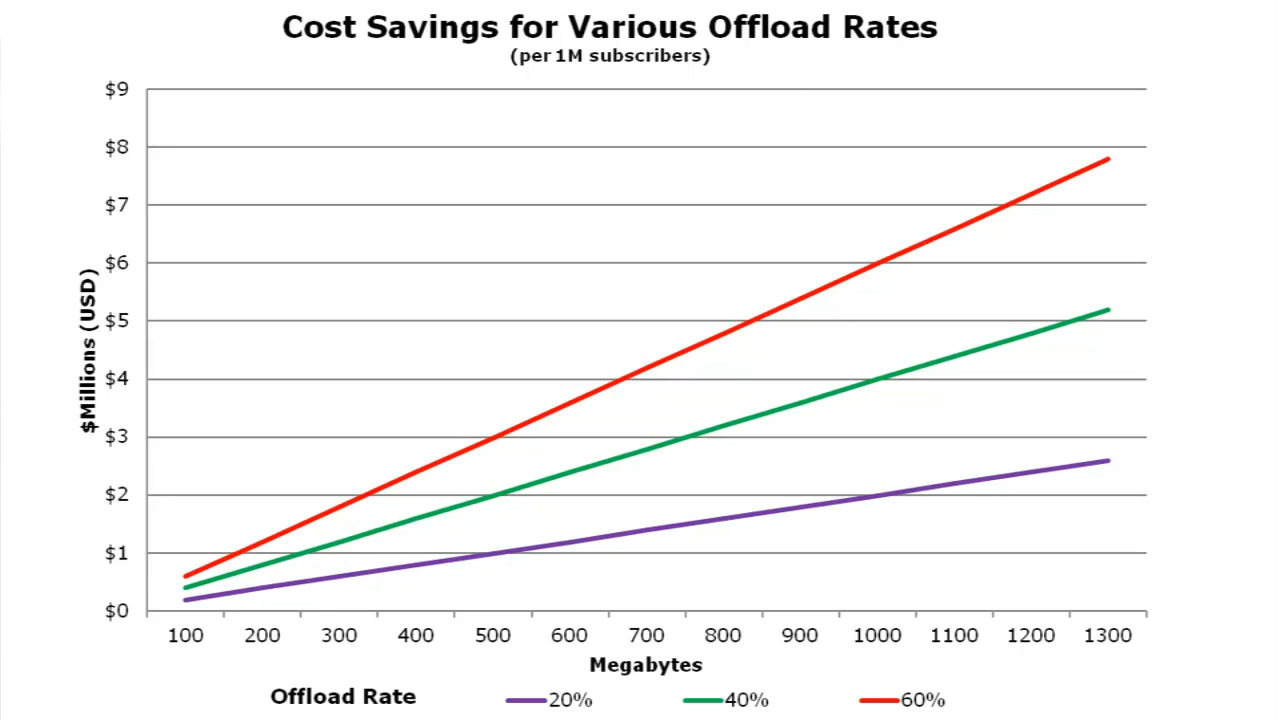 Cost Savings for Various Offload Rates
(per 1M subscribers)
$9
$8
$7
$6
$5
$4
$3
$2
$1
$0
$Millions (USD)
100 200 300 400 500 600 700 800 900 1000 1100 1200 1300
Megabytes
Offload Rate 20% 40% 60%